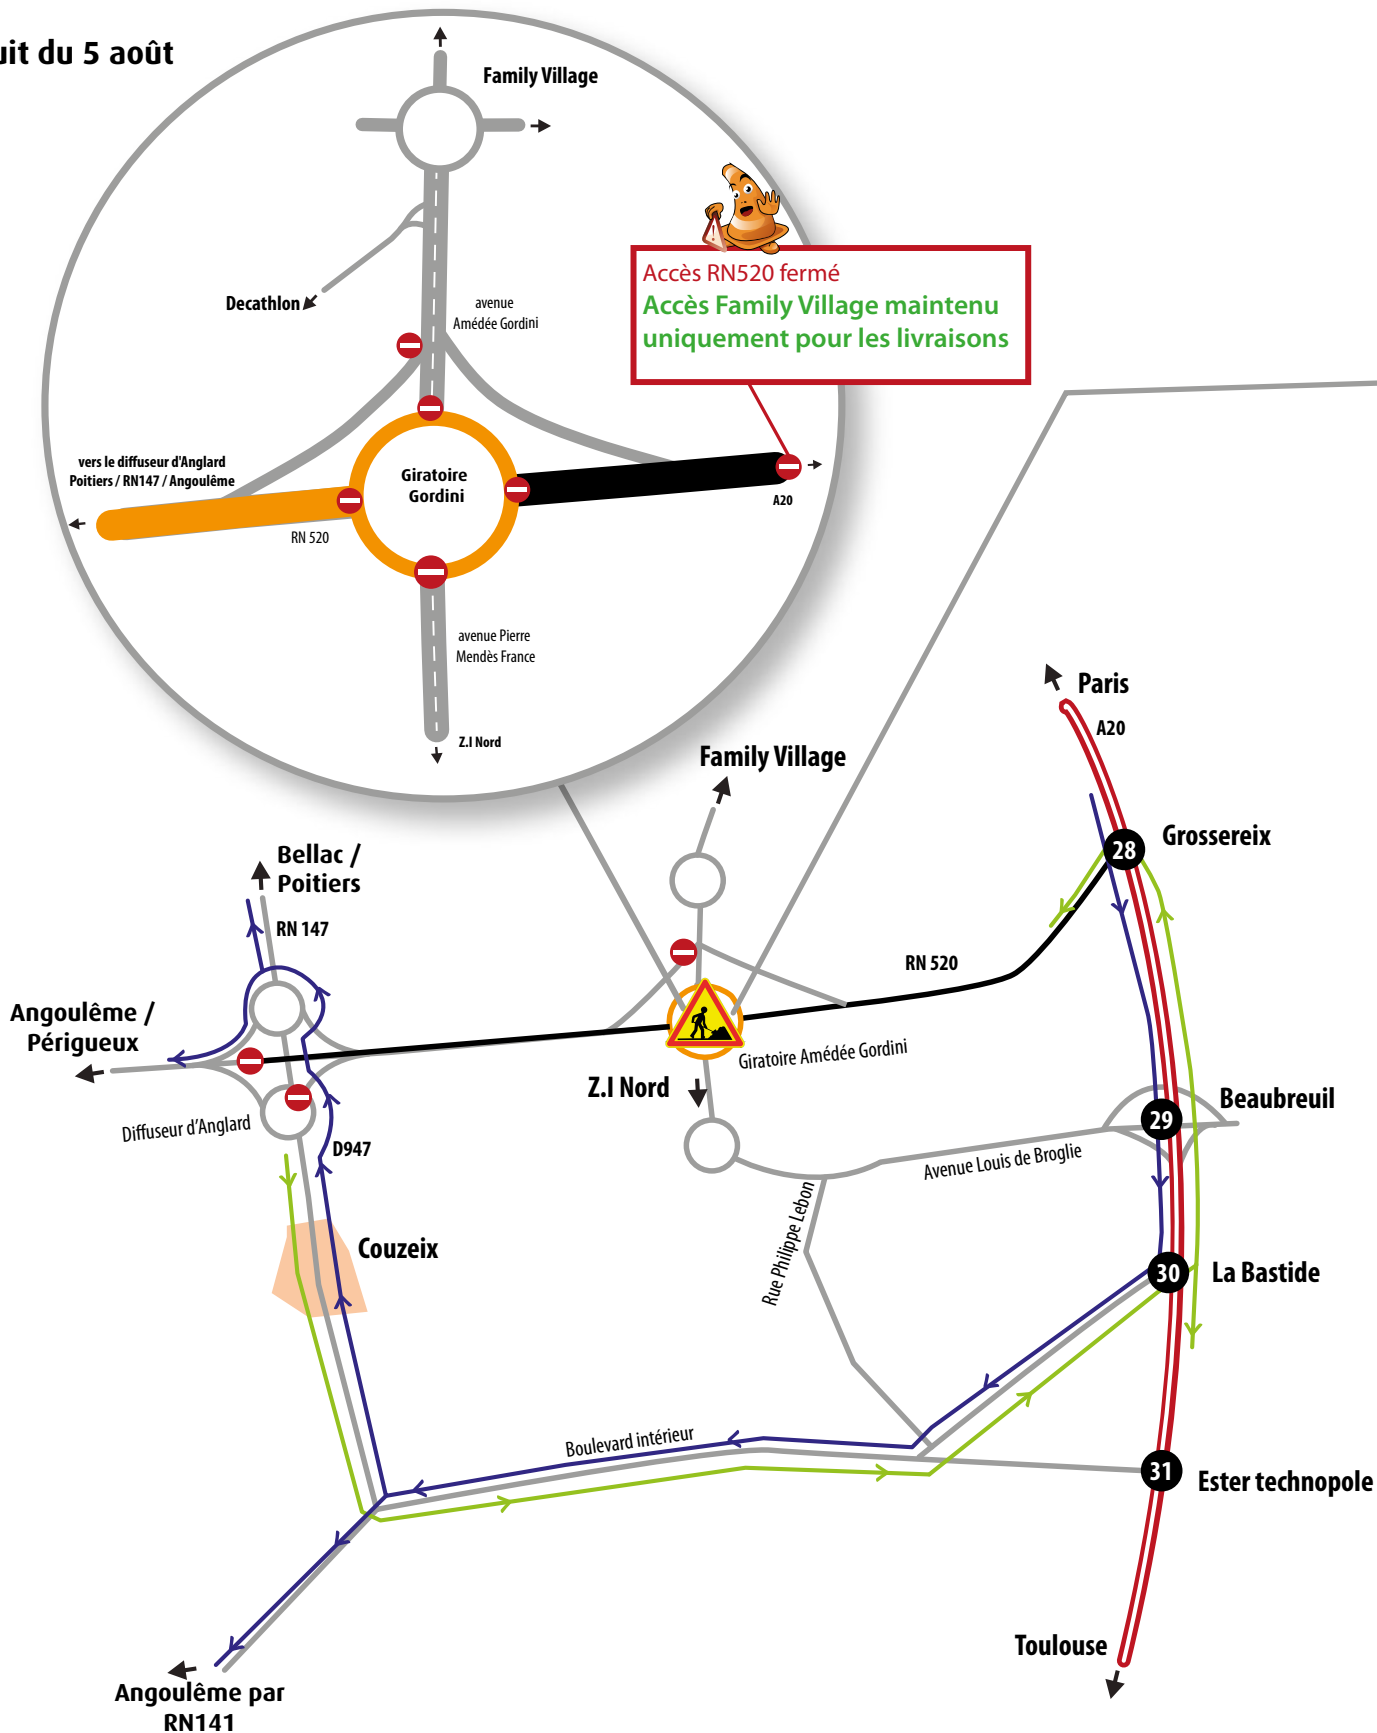 du 5 août
Family Village
Decathlon
avenue
Amédée Gordini
Accès RN520 fermé
Accès Family Village maintenu
uniquement pour les livraisons
vers le diffuseur d'Anglard
Poitiers / RN147 / Angoulême
Giratoire
Gordini
A20
RN 520
avenue Pierre
Mendès France
Z.I Nord
Paris
A20
Family Village
28
Grossereix
Bellac /
Poitiers
RN 147
RN 520
Angoulême /
Périgueux
Giratoire Amédée Gordini
Z.I Nord
Diffuseur d'Anglard
D947
29
Beaubreuil
Avenue Louis de Broglie
Rue Philippe Lebon
Couzeix
30
La Bastide
Boulevard intérieur
31
Ester technopole
Toulouse
Angoulême par
RN141